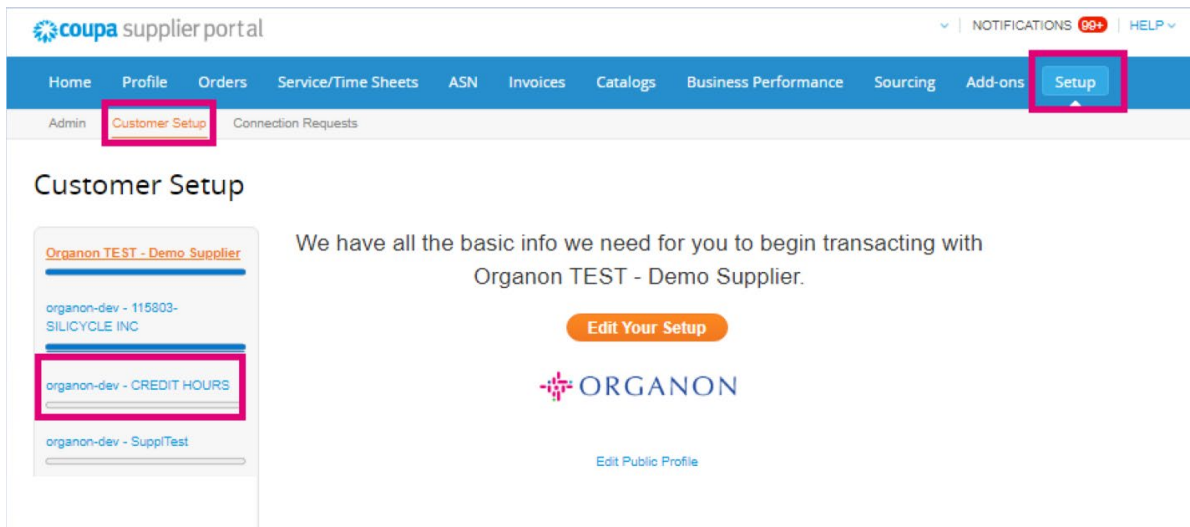 coupa supplier portal
NOTIFICATIONS 99+ HELP
Home Profile Orders Service/Time Sheets ASN Invoices Catalogs Business Performance Sourcing Add-ons Setup
Admin Customer Setup Connection Requests
Customer Setup
Organon TEST - Demo Supplier
organon-dev - 115803-
SILICYCLE INC
organon-dev - CREDIT HOURS
organon-dev - SupplTest
We have all the basic info we need for you to begin transacting with
Organon TEST - Demo Supplier.
Edit Your Setup
ORGANON
Edit Public Profile